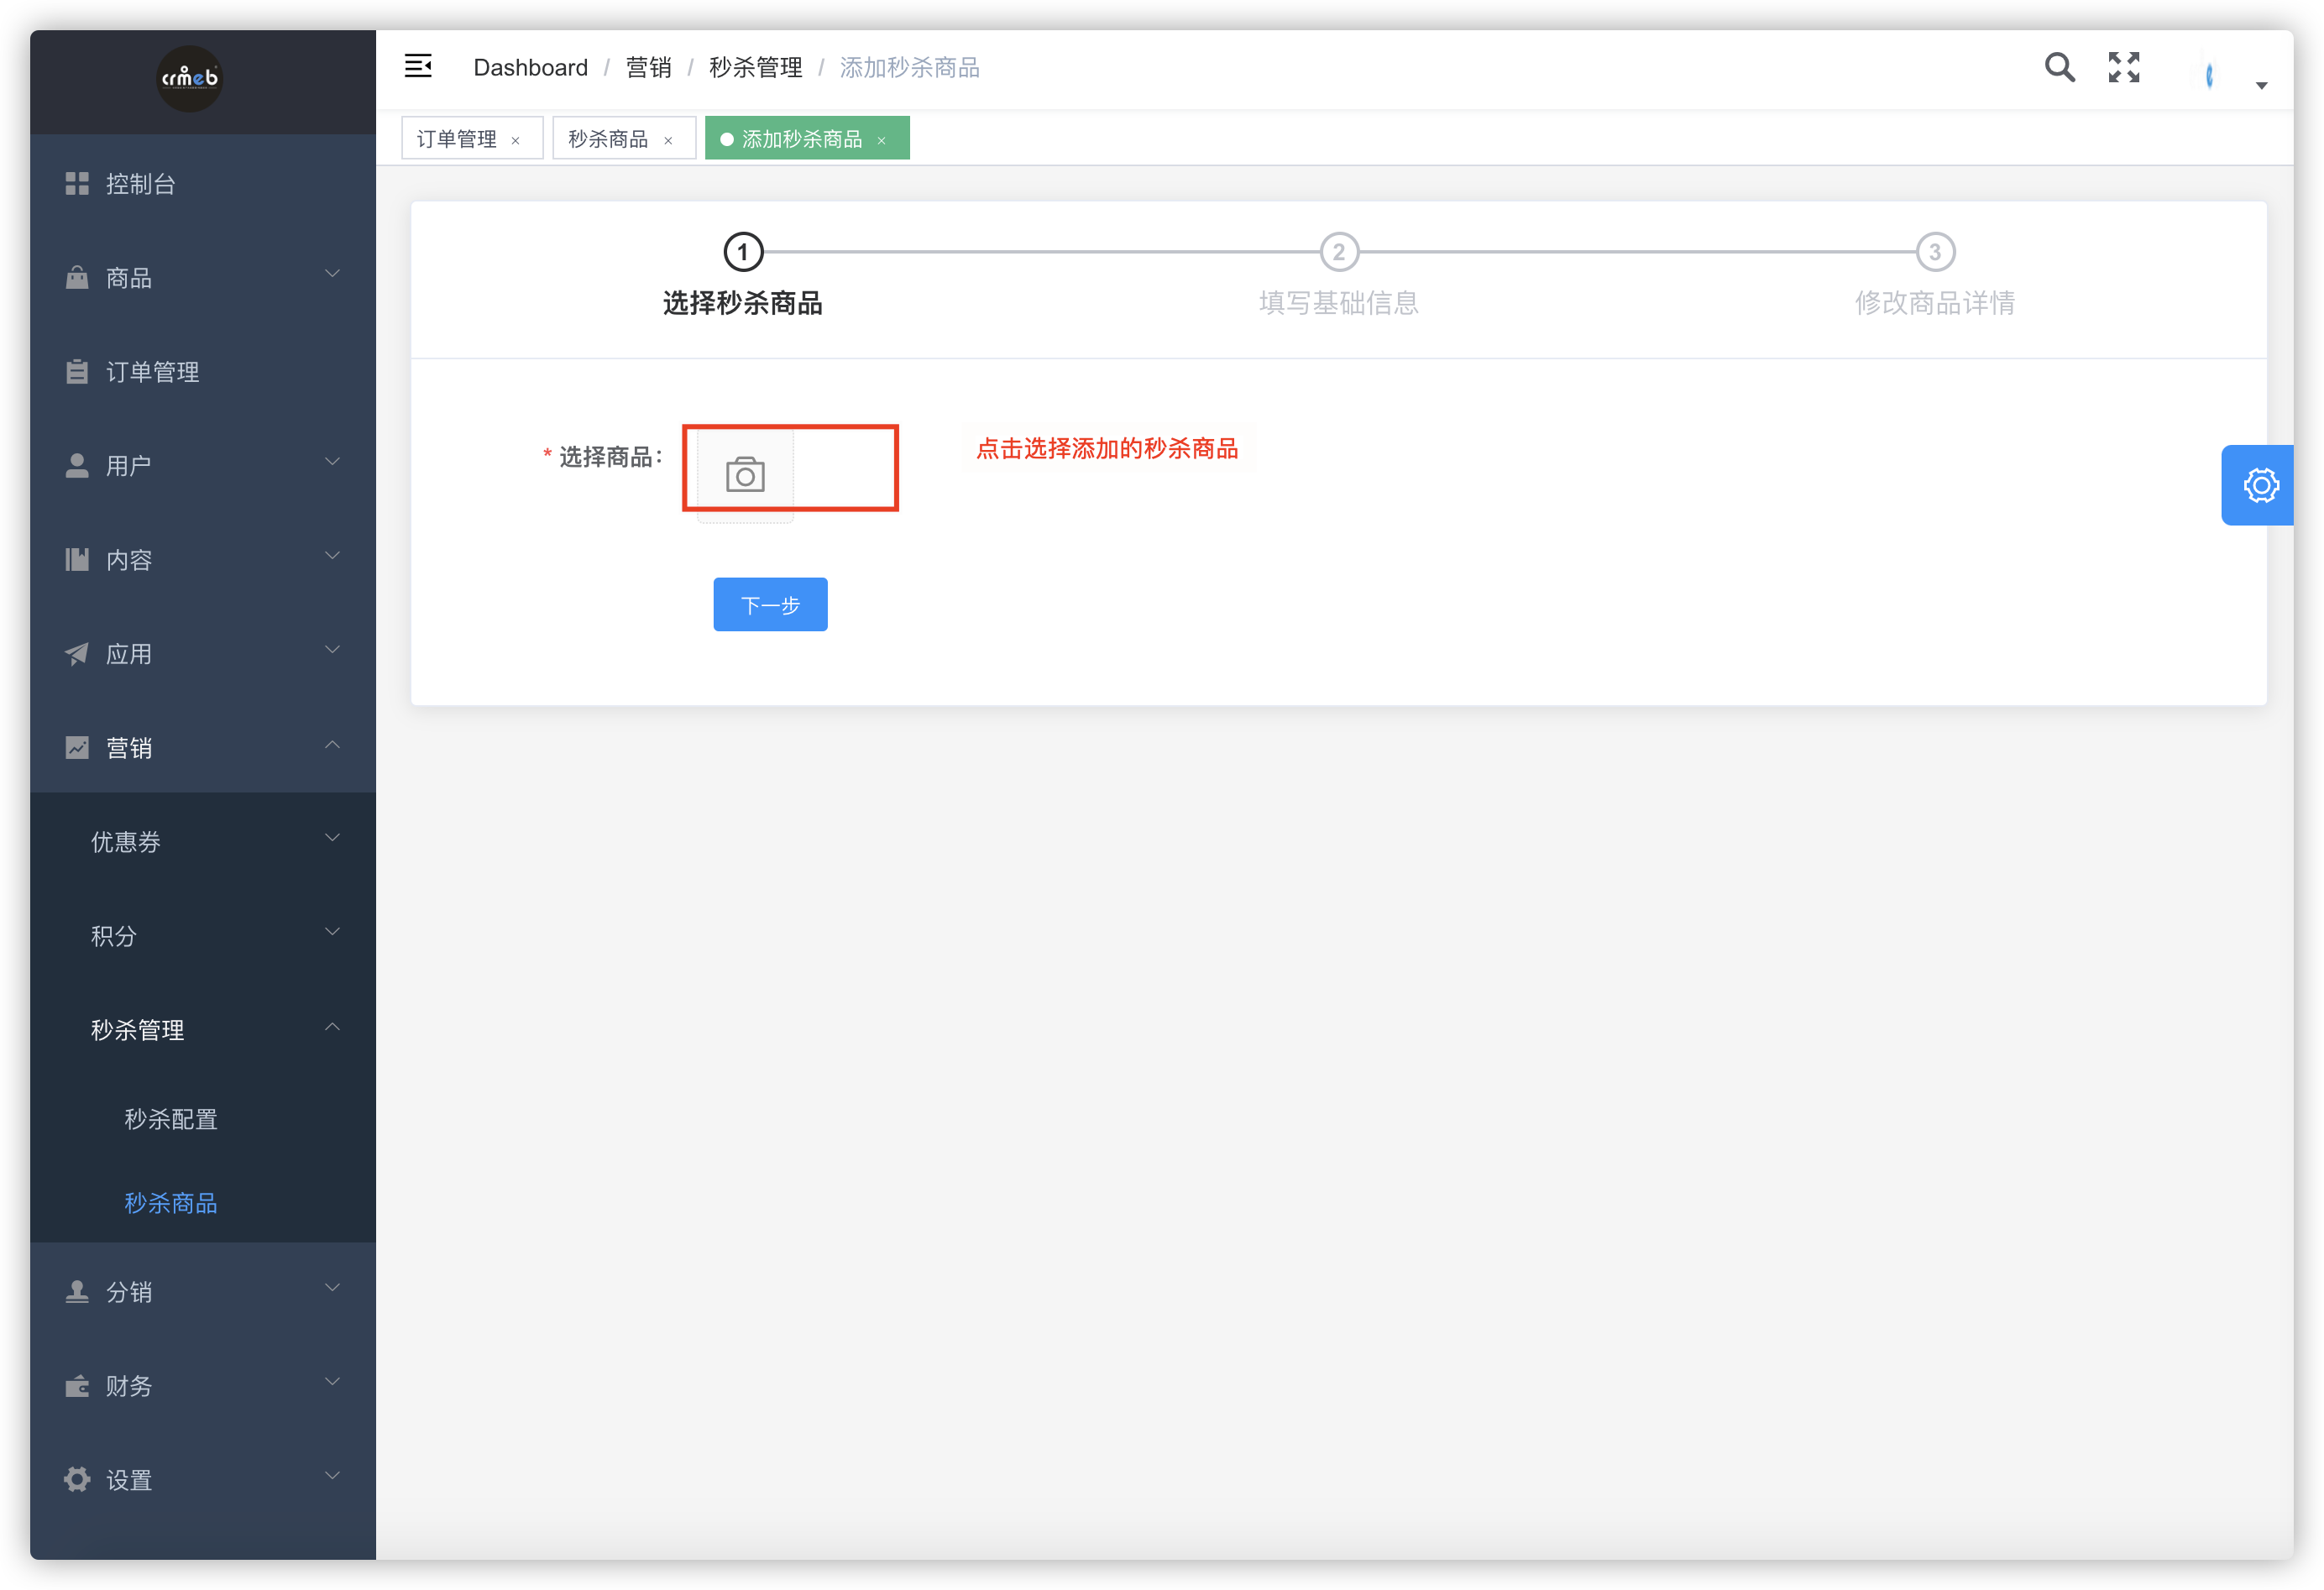 crmeb
Dashboard / 营销 / 秒杀管理 / 添加秒杀商品
订单管理 ×
秒杀商品 ×
添加秒杀商品 ×
控制台
商品
订单管理
用户
内容
应用
营销
优惠券
积分
秒杀管理
秒杀配置
秒杀商品
分销
财务
设置
1
2
3
选择秒杀商品
填写基础信息
修改商品详情
* 选择商品：
点击选择添加的秒杀商品
下一步